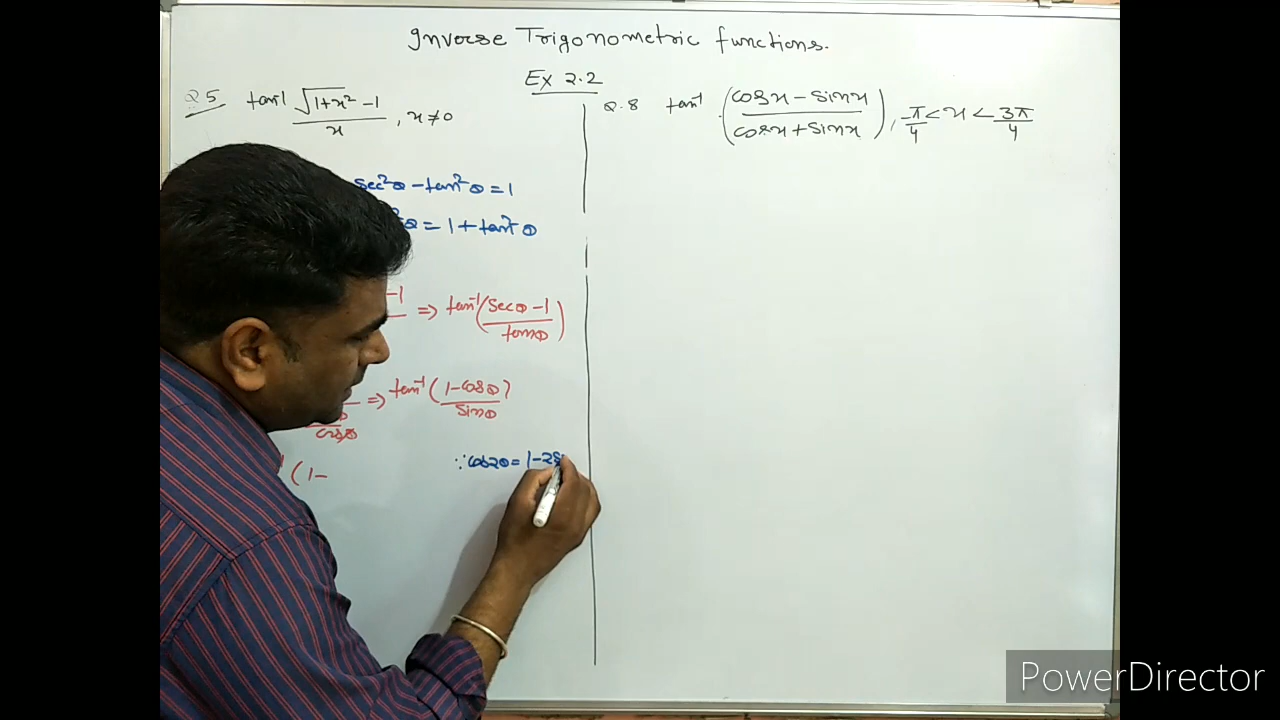 Inverse Trigonometric functions.
Ex 2.2
Q5 tan⁻¹ (√(1+x²) - 1)/x , x ≠ 0
sec²θ - tan²θ = 1
²θ = 1 + tan²θ
-1 ⇒ tan⁻¹((secθ - 1)/tanθ)
cosθ ⇒ tan⁻¹((1 - cosθ)/sinθ)
(1 -
∵ cos2θ = 1 - 2s
Q.8 tan⁻¹((cosx - sinx)/(cosx + sinx)), -π/4 < x < 3π/4
PowerDirector